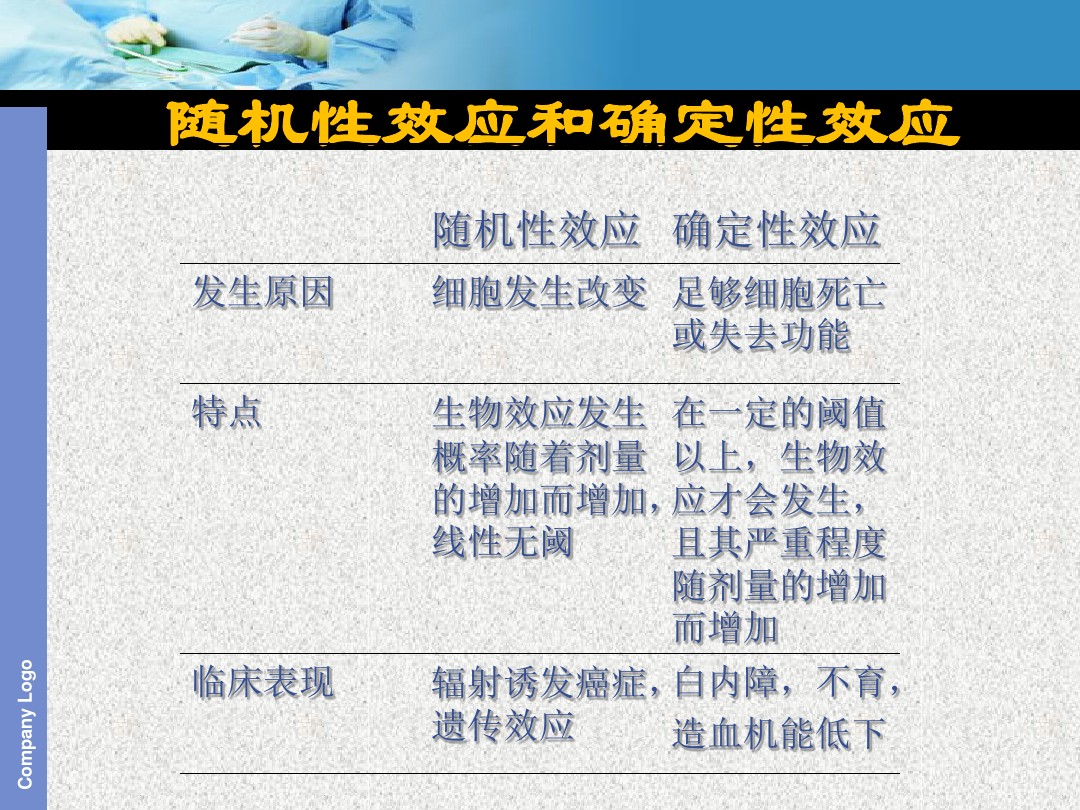 随机性效应和确定性效应
随机性效应 确定性效应
发生原因 细胞发生改变 足够细胞死亡
或失去功能
特点 生物效应发生 在一定的阈值
概率随着剂量 以上，生物效
的增加而增加， 应才会发生，
线性无阈 且其严重程度
随剂量的增加
而增加
临床表现 辐射诱发癌症， 白内障，不育，
遗传效应 造血机能低下
Company Logo